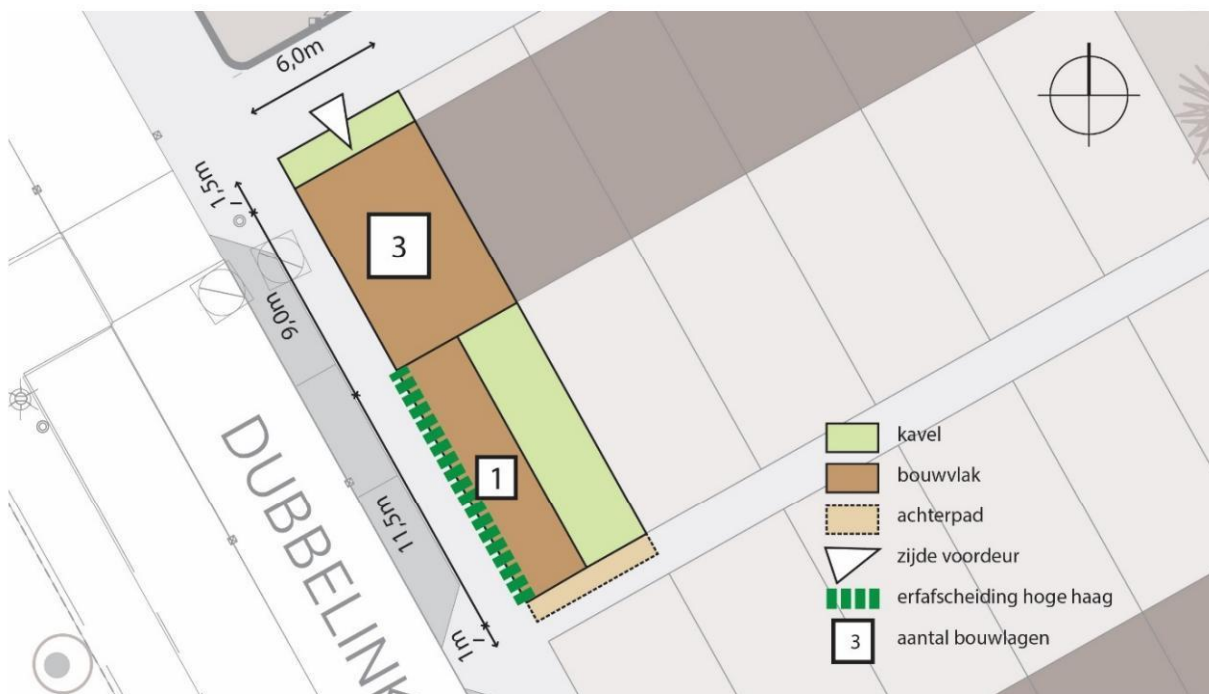 6,0m
1,5m
3
9,0m
1
11,5m
1m
DUBBELINK
kavel
bouwvlak
achterpad
zijde voordeur
erfafscheiding hoge haag
3 aantal bouwlagen